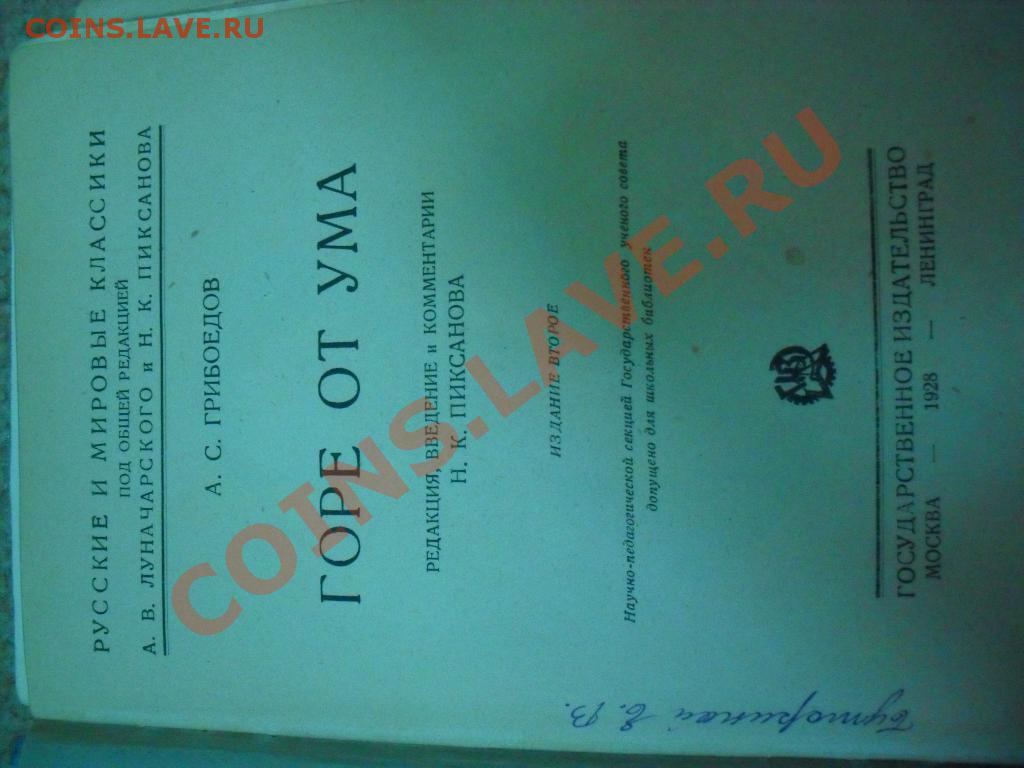 COINS.LAVE.RU
РУССКИЕ И МИРОВЫЕ КЛАССИКИ
ПОД ОБЩЕЙ РЕДАКЦИЕЙ
А. В. ЛУНАЧАРСКОГО и Н. К. ПИКСАНОВА
А. С. ГРИБОЕДОВ
ГОРЕ ОТ УМА
РЕДАКЦИЯ, ВВЕДЕНИЕ и КОММЕНТАРИИ
Н. К. ПИКСАНОВА
ИЗДАНИЕ ВТОРОЕ
Научно-педагогической секцией Государственного ученого совета
допущено для школьных библиотек
ГОСУДАРСТВЕННОЕ ИЗДАТЕЛЬСТВО
МОСКВА — 1928 — ЛЕНИНГРАД
Буториной Е. В.
COINS.LAVE.RU